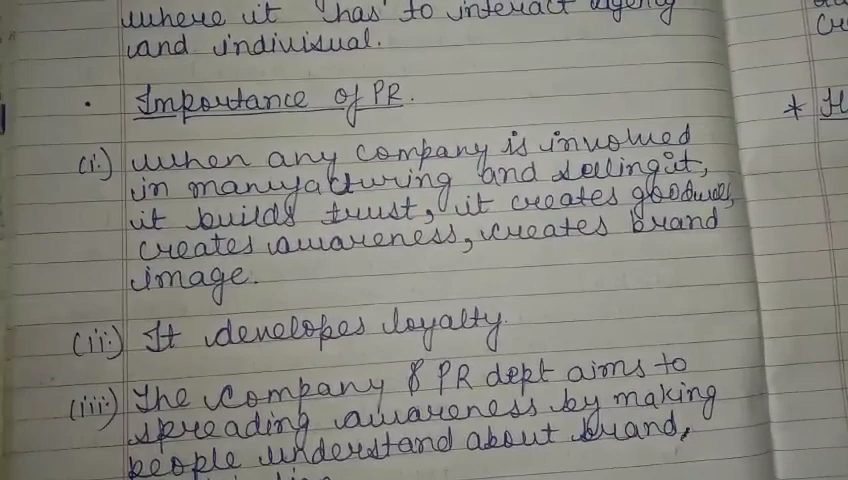 where it has to interact agency
and indivisual.
• Importance of PR.
(i.) When any company is involved
in manufacturing and selling it,
it builds trust, it creates goodwill,
creates awareness, creates brand
image.
(ii.) It developes loyalty.
(iii.) The company & PR dept aims to
spreading awareness by making
people understand about brand,
*